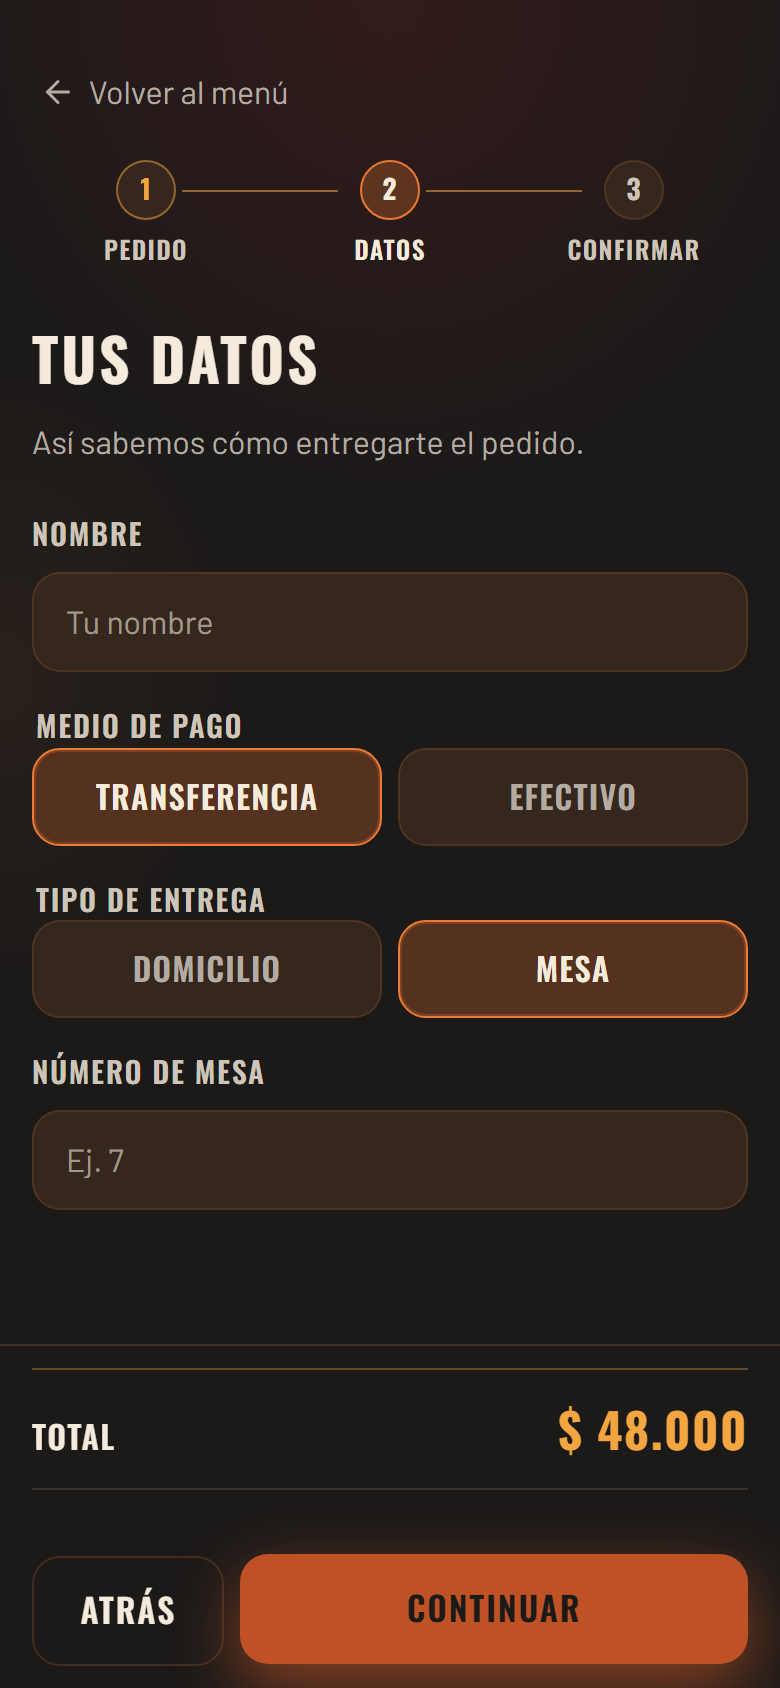 Volver al menú
1 2 3
PEDIDO DATOS CONFIRMAR
TUS DATOS
Así sabemos cómo entregarte el pedido.
NOMBRE
Tu nombre
MEDIO DE PAGO
TRANSFERENCIA EFECTIVO
TIPO DE ENTREGA
DOMICILIO MESA
NÚMERO DE MESA
Ej. 7
TOTAL $ 48.000
ATRÁS CONTINUAR